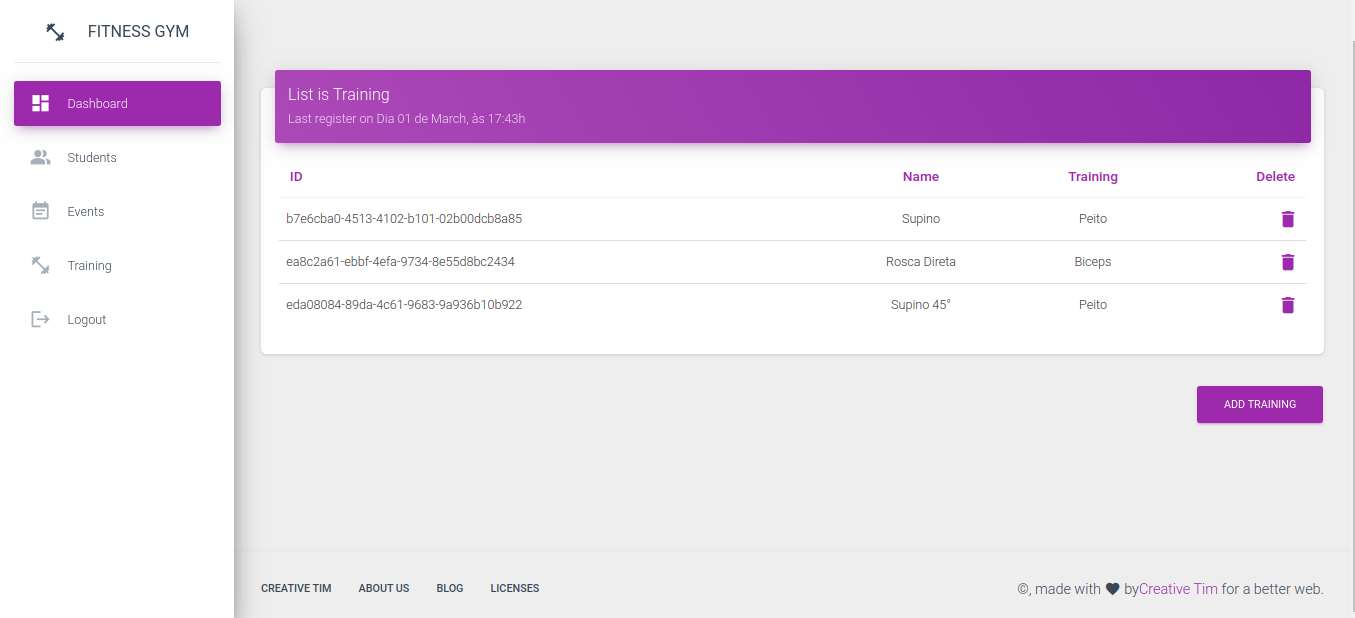 FITNESS GYM
Dashboard
Students
Events
Training
Logout
List is Training
Last register on Dia 01 de March, às 17:43h
ID Name Training Delete
b7e6cba0-4513-4102-b101-02b00dcb8a85 Supino Peito
ea8c2a61-ebbf-4efa-9734-8e55d8bc2434 Rosca Direta Biceps
eda08084-89da-4c61-9683-9a936b10b922 Supino 45° Peito
ADD TRAINING
CREATIVE TIM ABOUT US BLOG LICENSES
©, made with ♥ byCreative Tim for a better web.